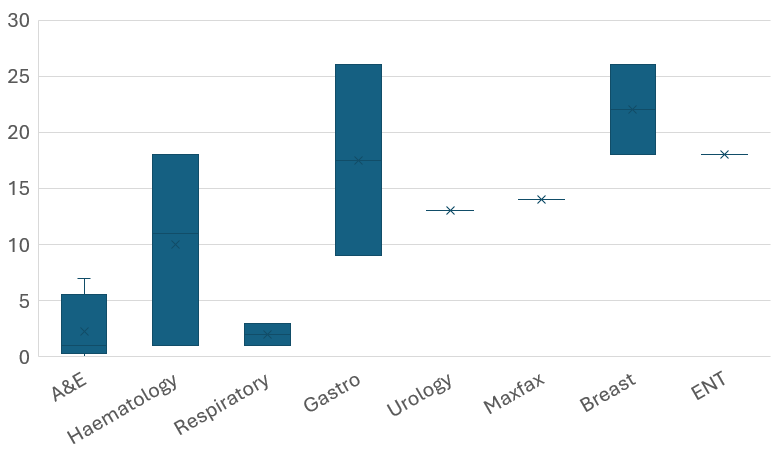 30
25
20
15
10
5
0
A&E
Haematology
Respiratory
Gastro
Urology
Maxfax
Breast
ENT